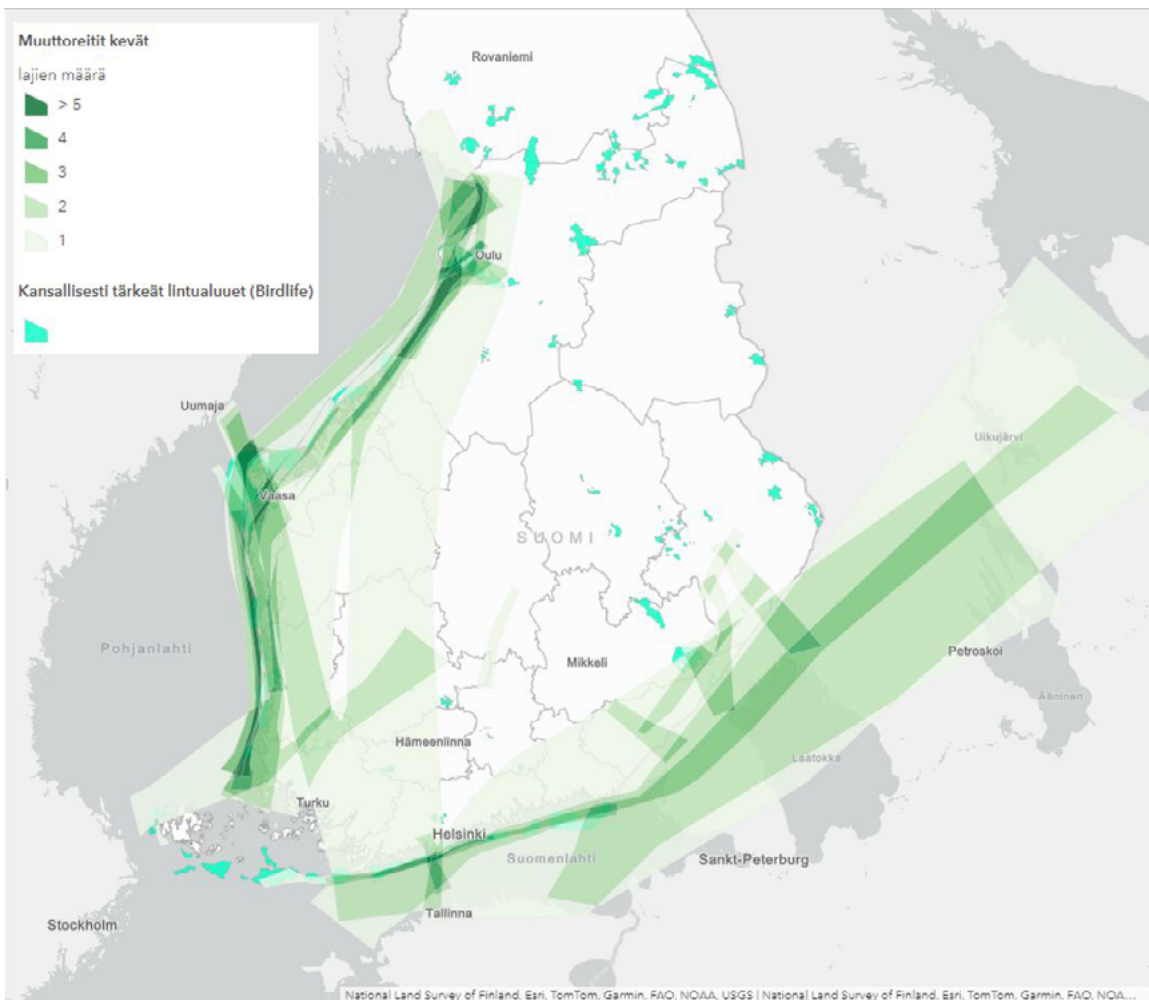 Muuttoreitit kevät
lajien määrä
> 5
4
3
2
1
Kansallisesti tärkeät lintualuuet (Birdlife)
Rovaniemi
Oulu
Uumaja
Vaasa
Uikujärvi
SUOMI
Pohjanlahti
Mikkeli
Petroskoi
Ääninen
Hämeenlinna
Laatokka
Turku
Helsinki
Suomenlahti
Sankt-Peterburg
Tallinna
Stockholm
National Land Survey of Finland, Esri, TomTom, Garmin, FAO, NOAA, USGS | National Land Survey of Finland, Esri, TomTom, Garmin, FAO, NOA...